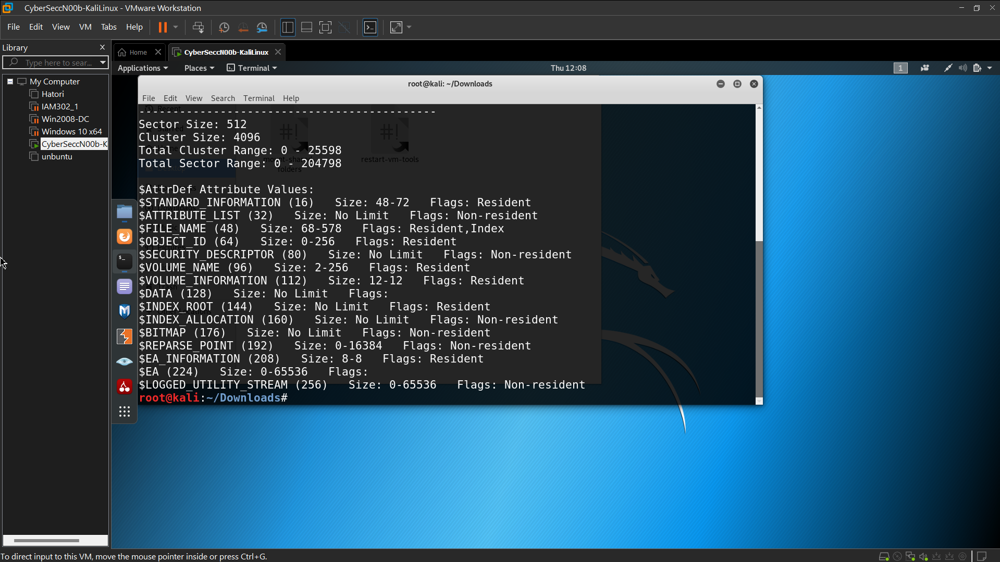 CyberSeccN00b-KaliLinux - VMware Workstation
File Edit View VM Tabs Help
Library
Type here to sear...
My Computer
Hatori
IAM302_1
Win2008-DC
Windows 10 x64
CyberSeccN00b-K
unbuntu
Home
CyberSeccN00b-KaliLinux
Applications Places Terminal
Thu 12:08
1
root@kali: ~/Downloads
File Edit View Search Terminal Help
Recent
--------------------------------------------
Sector Size: 512
Starred
Cluster Size: 4096
Total Cluster Range: 0 - 25598
mount-shared-folders
restart-vm-tools
Total Sector Range: 0 - 204798
Desktop
$AttrDef Attribute Values:
$STANDARD_INFORMATION (16) Size: 48-72 Flags: Resident
$ATTRIBUTE_LIST (32) Size: No Limit Flags: Non-resident
$FILE_NAME (48) Size: 68-578 Flags: Resident,Index
$OBJECT_ID (64) Size: 0-256 Flags: Resident
$SECURITY_DESCRIPTOR (80) Size: No Limit Flags: Non-resident
$VOLUME_NAME (96) Size: 2-256 Flags: Resident
$VOLUME_INFORMATION (112) Size: 12-12 Flags: Resident
Trash
$DATA (128) Size: No Limit Flags:
$INDEX_ROOT (144) Size: No Limit Flags: Resident
Other Locations
$INDEX_ALLOCATION (160) Size: No Limit Flags: Non-resident
$BITMAP (176) Size: No Limit Flags: Non-resident
$REPARSE_POINT (192) Size: 0-16384 Flags: Non-resident
$EA_INFORMATION (208) Size: 8-8 Flags: Resident
$EA (224) Size: 0-65536 Flags:
$LOGGED_UTILITY_STREAM (256) Size: 0-65536 Flags: Non-resident
root@kali:~/Downloads#
To direct input to this VM, move the mouse pointer inside or press Ctrl+G.